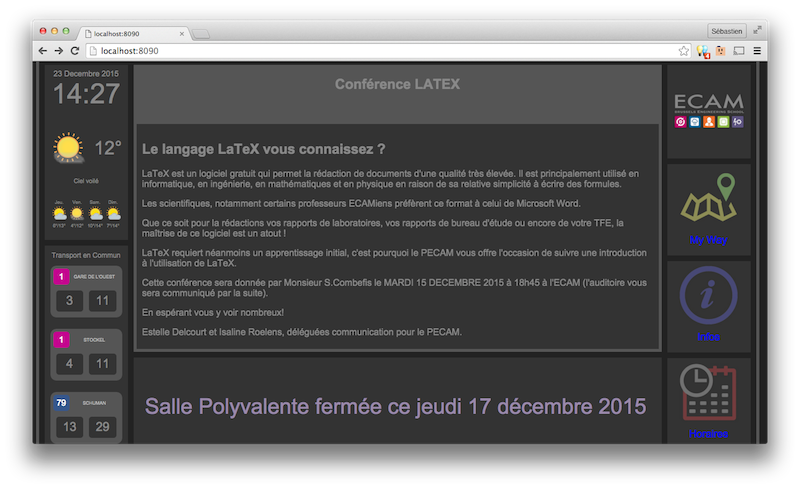 localhost:8090
Sébastien
localhost:8090
23 Decembre 2015
14:27
12°
Ciel voilé
Jeu. Ven. Sam. Dim.
Transport en Commun
1 GARE DE L'OUEST
3 11
1 STOCKEL
4 11
79 SCHUMAN
13 29
Conférence LATEX
Le langage LaTeX vous connaissez ?
LaTeX est un logiciel gratuit qui permet la rédaction de documents d'une qualité très élevée. Il est principalement utilisé en
informatique, en ingénierie, en mathématiques et en physique en raison de sa relative simplicité à écrire des formules.
Les scientifiques, notamment certains professeurs ECAMiens preférent ce format à celui de Microsoft Word.
Que ce soit pour la rédactions vos rapports de laboratoires, vos rapports de bureau d'étude ou encore de votre TFE, la
maîtrise de ce logiciel est un atout !
LaTeX requiert néanmoins un apprentissage initial, c'est pourquoi le PECAM vous offre l'occasion de suivre une introduction
à l'utilisation de LaTeX.
Cette conférence sera donnée par Monsieur S.Combefis le MARDI 15 DECEMBRE 2015 à 18h45 à l'ECAM (l'auditoire vous
sera communiqué par la suite).
En espérant vous y voir nombreux!
Estelle Delcourt et Isaline Roelens, déléguées communication pour le PECAM.
Salle Polyvalente fermée ce jeudi 17 décembre 2015
ECAM
BRUSSELS ENGINEERING SCHOOL
My Way
Infos
Horaires